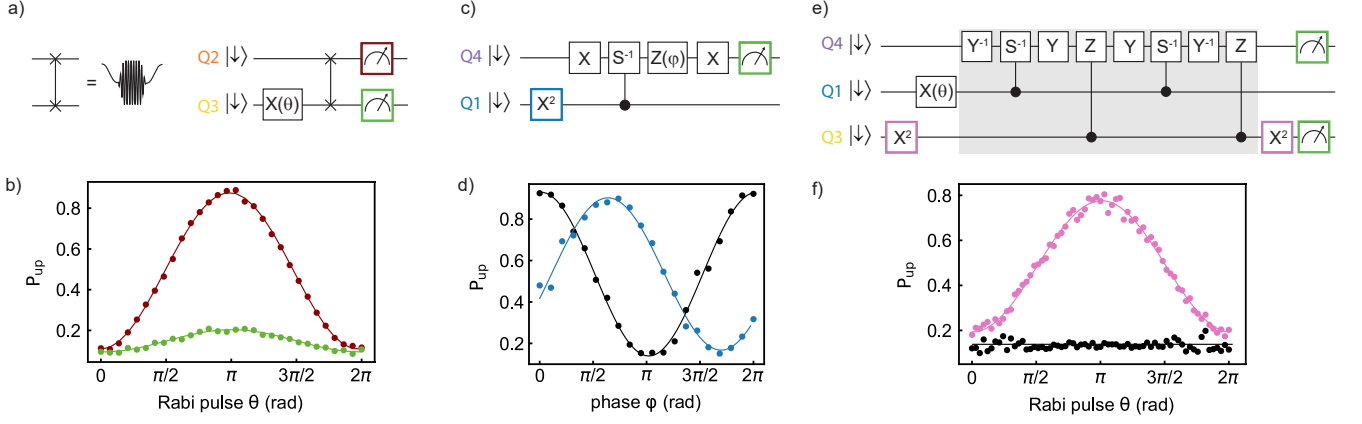 a)
=
Q2 |↓⟩
Q3 |↓⟩ X(θ)
b)
P_up
0.8
0.6
0.4
0.2
0 π/2 π 3π/2 2π
Rabi pulse θ (rad)
c)
Q4 |↓⟩ X S⁻¹ Z(φ) X
Q1 |↓⟩ X²
d)
P_up
0.8
0.6
0.4
0.2
0 π/2 π 3π/2 2π
phase φ (rad)
e)
Q4 |↓⟩ Y⁻¹ S⁻¹ Y Z Y S⁻¹ Y⁻¹ Z
Q1 |↓⟩ X(θ)
Q3 |↓⟩ X² X²
f)
P_up
0.8
0.6
0.4
0.2
0 π/2 π 3π/2 2π
Rabi pulse θ (rad)